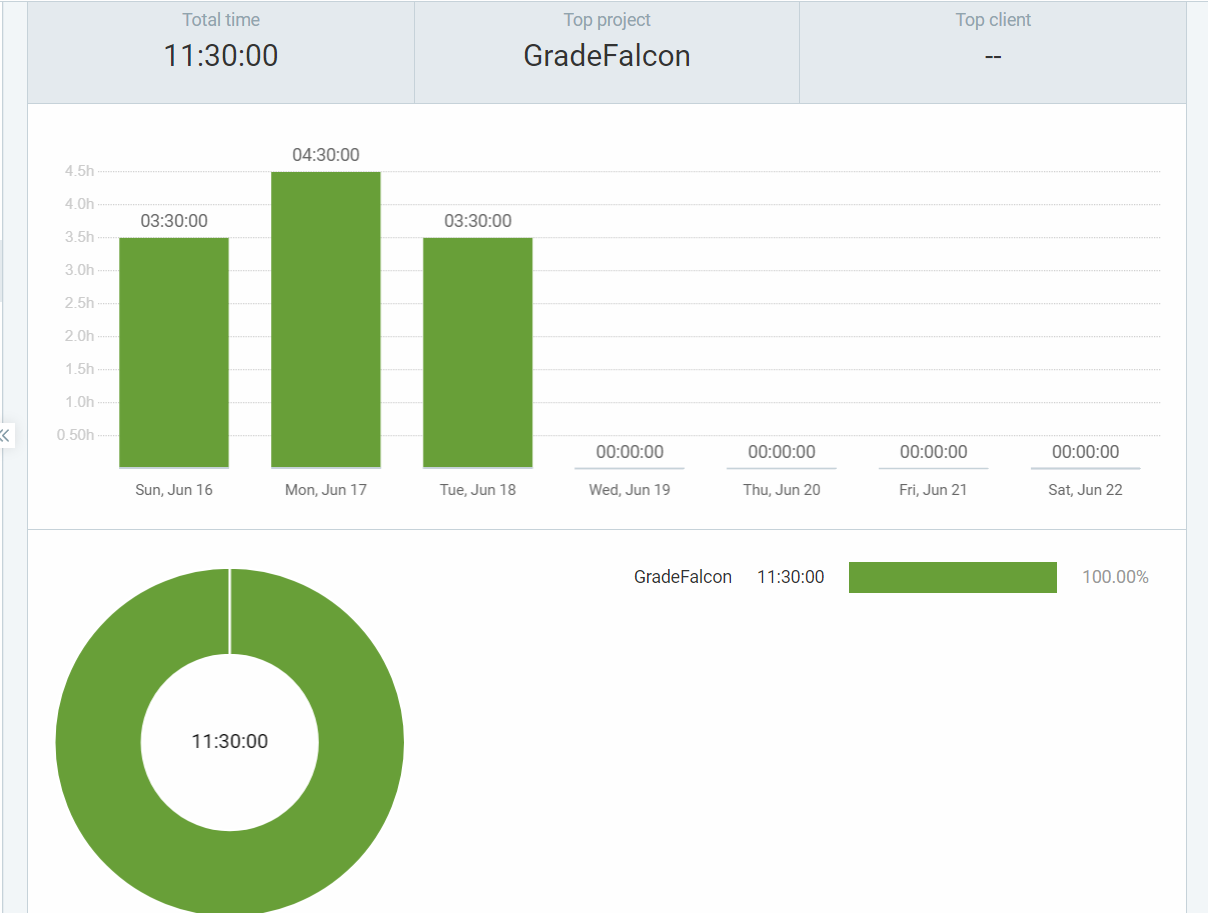 Total time
Top project
Top client
11:30:00
GradeFalcon
--
04:30:00
4.5h
4.0h
03:30:00
03:30:00
3.5h
3.0h
2.5h
2.0h
1.5h
1.0h
0.50h
00:00:00
00:00:00
00:00:00
00:00:00
Sun, Jun 16
Mon, Jun 17
Tue, Jun 18
Wed, Jun 19
Thu, Jun 20
Fri, Jun 21
Sat, Jun 22
GradeFalcon 11:30:00 100.00%
11:30:00